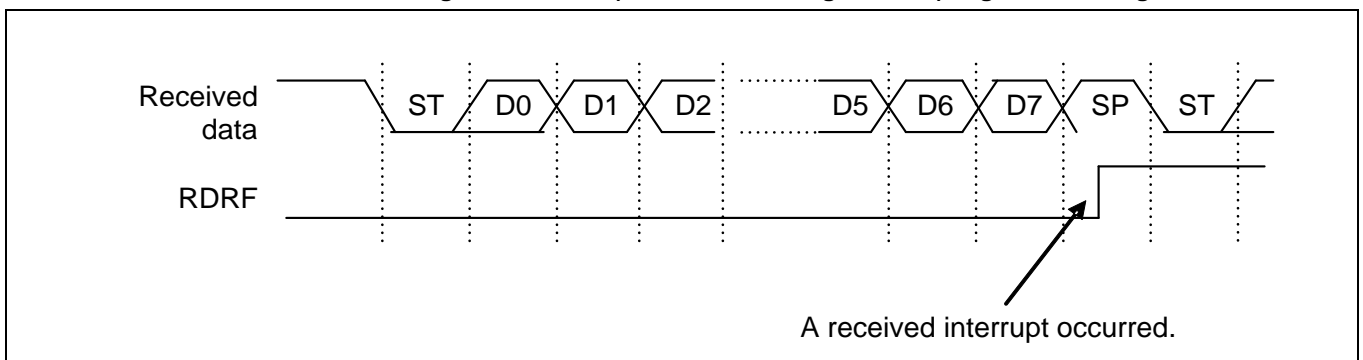 Received
data
ST D0 D1 D2 D5 D6 D7 SP ST
RDRF
A received interrupt occurred.